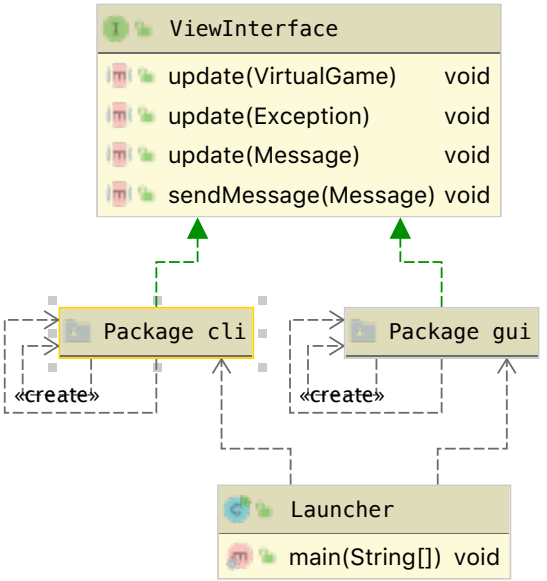 ViewInterface
update(VirtualGame) void
update(Exception) void
update(Message) void
sendMessage(Message) void
Package cli
Package gui
«create»
«create»
Launcher
main(String[]) void